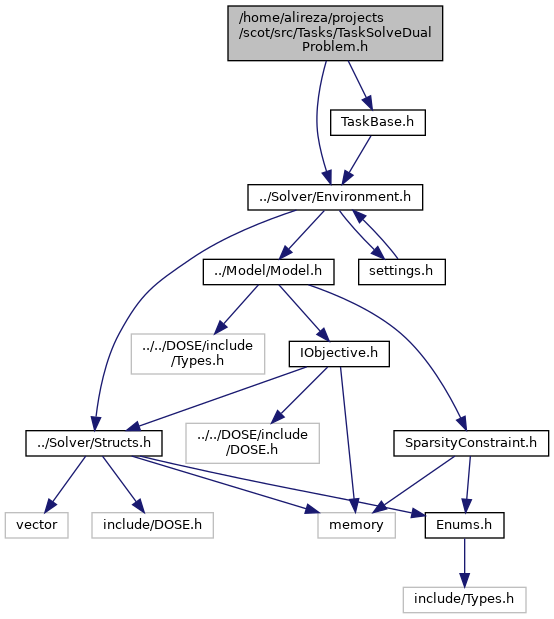 /home/alireza/projects
/scot/src/Tasks/TaskSolveDual
Problem.h
TaskBase.h
../Solver/Environment.h
../Model/Model.h
settings.h
../../DOSE/include
/Types.h
IObjective.h
../Solver/Structs.h
../../DOSE/include
/DOSE.h
SparsityConstraint.h
vector
include/DOSE.h
memory
Enums.h
include/Types.h